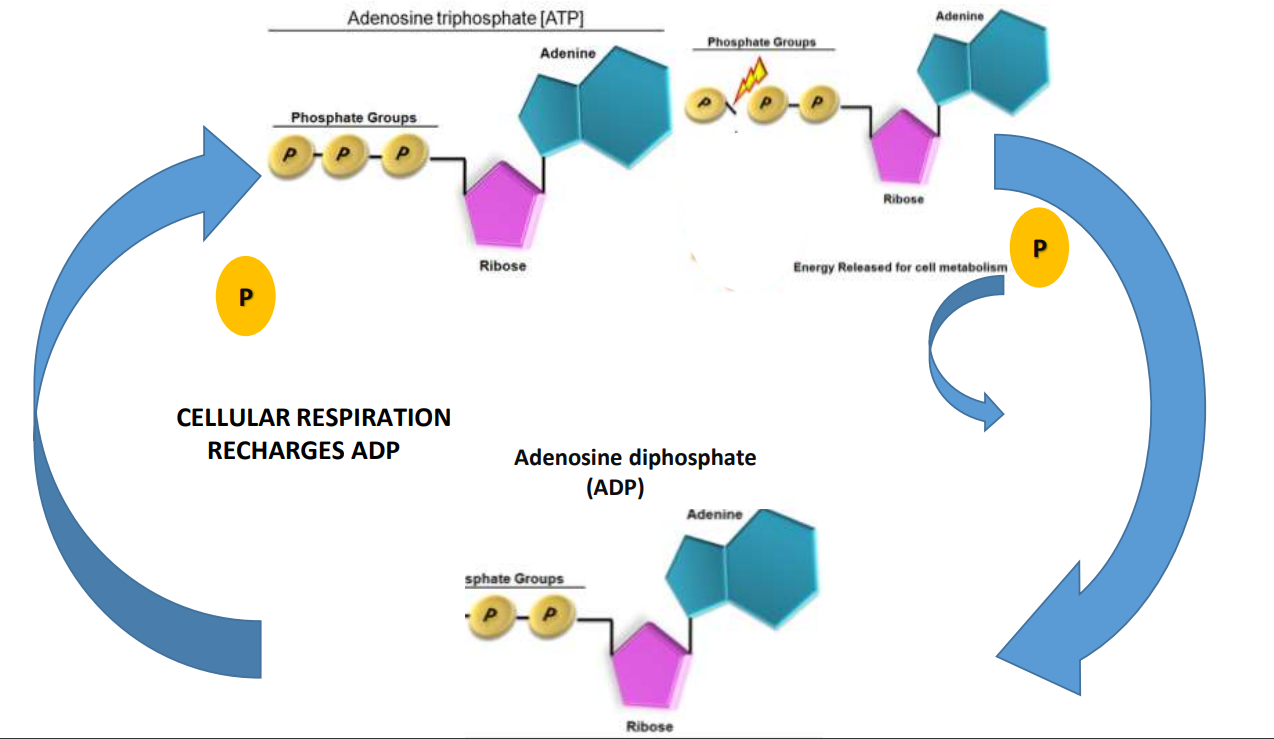 Adenosine triphosphate [ATP]
Adenine
Phosphate Groups
P P P
Ribose
Adenine
Phosphate Groups
P P P
Ribose
P
Energy Released for cell metabolism
P
CELLULAR RESPIRATION
RECHARGES ADP
Adenosine diphosphate
(ADP)
Adenine
sphate Groups
P P
Ribose